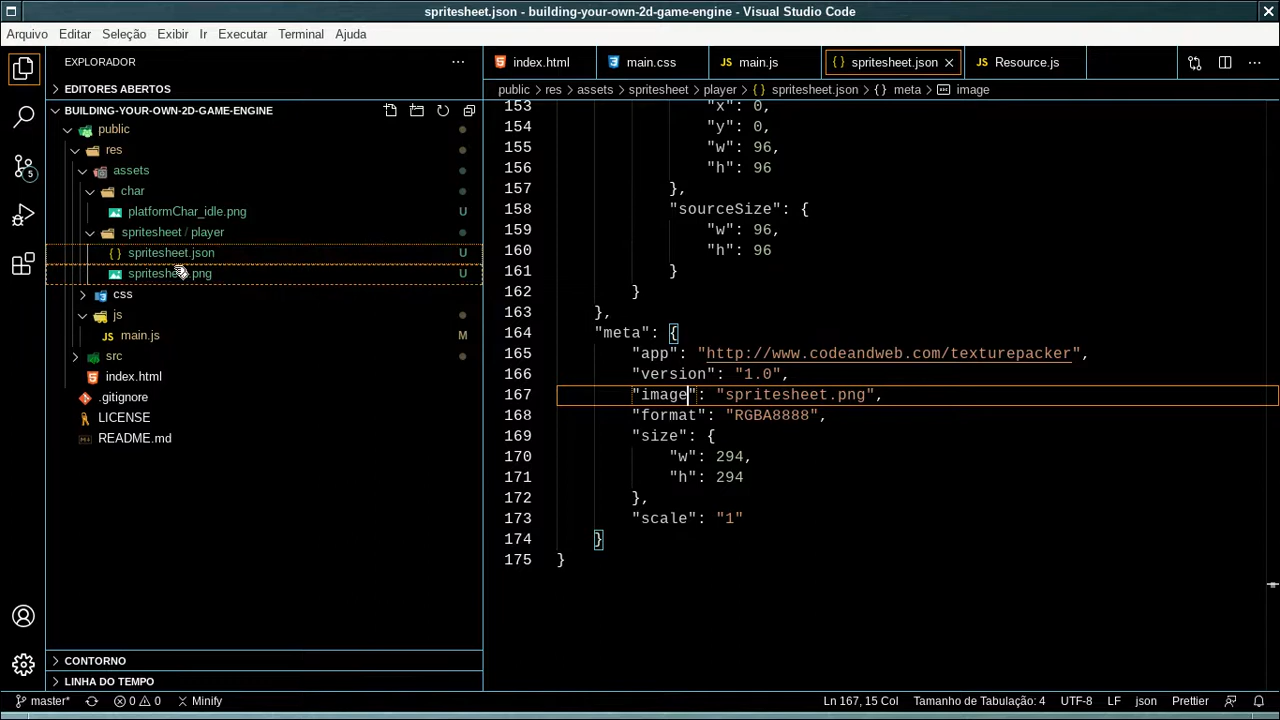 spritesheet.json - building-your-own-2d-game-engine - Visual Studio Code
Arquivo Editar Seleção Exibir Ir Executar Terminal Ajuda
EXPLORADOR
EDITORES ABERTOS
BUILDING-YOUR-OWN-2D-GAME-ENGINE
public
res
assets
char
platformChar_idle.png U
spritesheet / player
spritesheet.json U
U
css
js
main.js M
src
index.html
.gitignore
LICENSE
README.md
CONTORNO
LINHA DO TEMPO
5
index.html main.css JS main.js {} spritesheet.json JS Resource.js
public > res > assets > spritesheet > player > {} spritesheet.json > {} meta > image
153 "x": 0,
154 "y": 0,
155 "w": 96,
156 "h": 96
157 },
158 "sourceSize": {
159 "w": 96,
160 "h": 96
161 }
162 }
163 },
164 "meta": {
165 "app": "http://www.codeandweb.com/texturepacker",
166 "version": "1.0",
167 "image": "spritesheet.png",
168 "format": "RGBA8888",
169 "size": {
170 "w": 294,
171 "h": 294
172 },
173 "scale": "1"
174 }
175 }
master* 0 0 Minify Ln 167, 15 Col Tamanho de Tabulação: 4 UTF-8 LF json Prettier